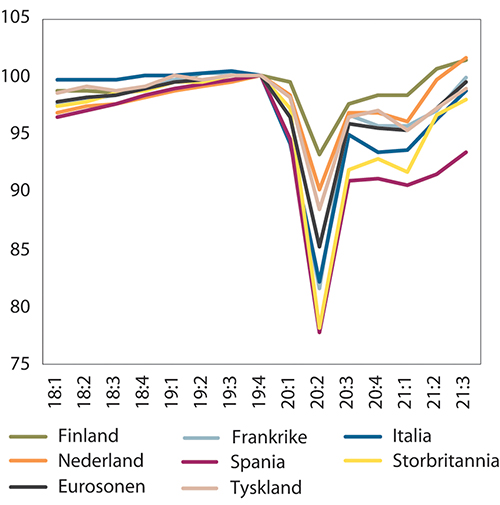 105
100
95
90
85
80
75
18:1 18:2 18:3 18:4 19:1 19:2 19:3 19:4 20:1 20:2 20:3 20:4 21:1 21:2 21:3
Finland Frankrike Italia
Nederland Spania Storbritannia
Eurosonen Tyskland